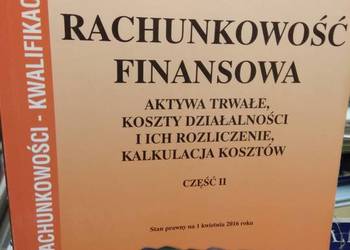 RACHUNKOWOŚĆ
FINANSOWA
AKTYWA TRWAŁE,
KOSZTY DZIAŁALNOŚCI
I ICH ROZLICZENIE,
KALKULACJA KOSZTÓW
CZĘŚĆ II
Stan prawny na 1 kwietnia 2016 roku
ACHUNKOWOŚCI - KWALIFIKAC